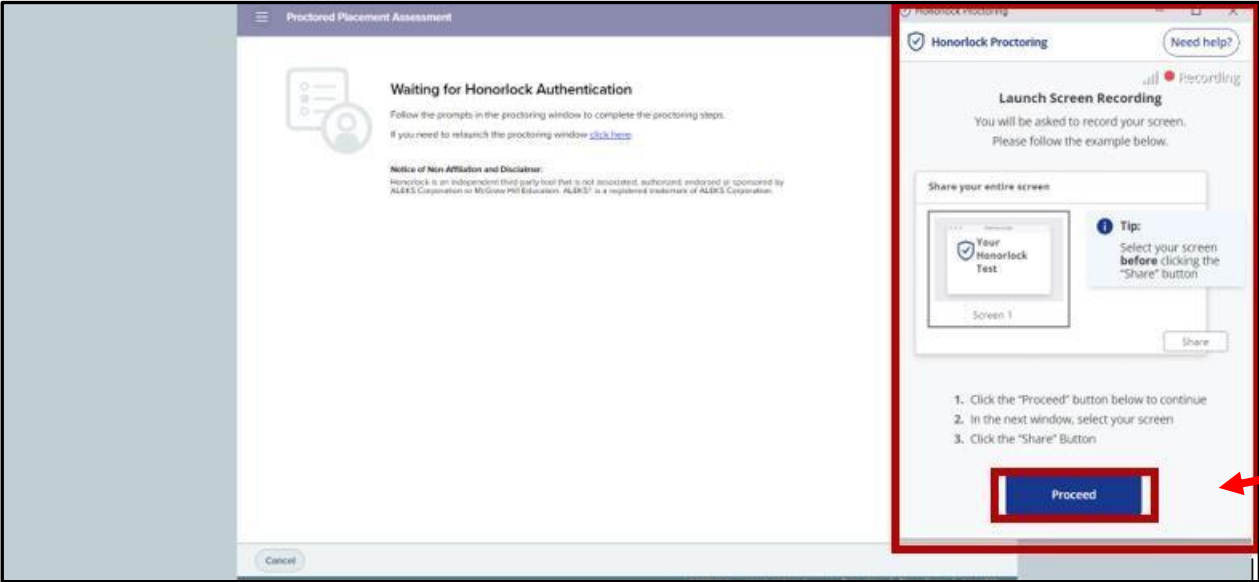 Proctored Placement Assessment
Waiting for Honorlock Authentication
Follow the prompts in the proctoring window to complete the proctoring steps.
If you need to relaunch the proctoring window click here.
Notice of Non-Affiliation and Disclaimer:
Honorlock is an independent third party tool that is not associated, authorized, endorsed or sponsored by
ALEKS Corporation or McGraw Hill Education. ALEKS® is a registered trademark of ALEKS Corporation.
Cancel
Honorlock Proctoring
Honorlock Proctoring
Need help?
Recording
Launch Screen Recording
You will be asked to record your screen.
Please follow the example below.
Share your entire screen
Your
Honorlock
Test
Screen 1
Tip:
Select your screen
before clicking the
"Share" button
Share
1. Click the "Proceed" button below to continue
2. In the next window, select your screen
3. Click the "Share" Button
Proceed